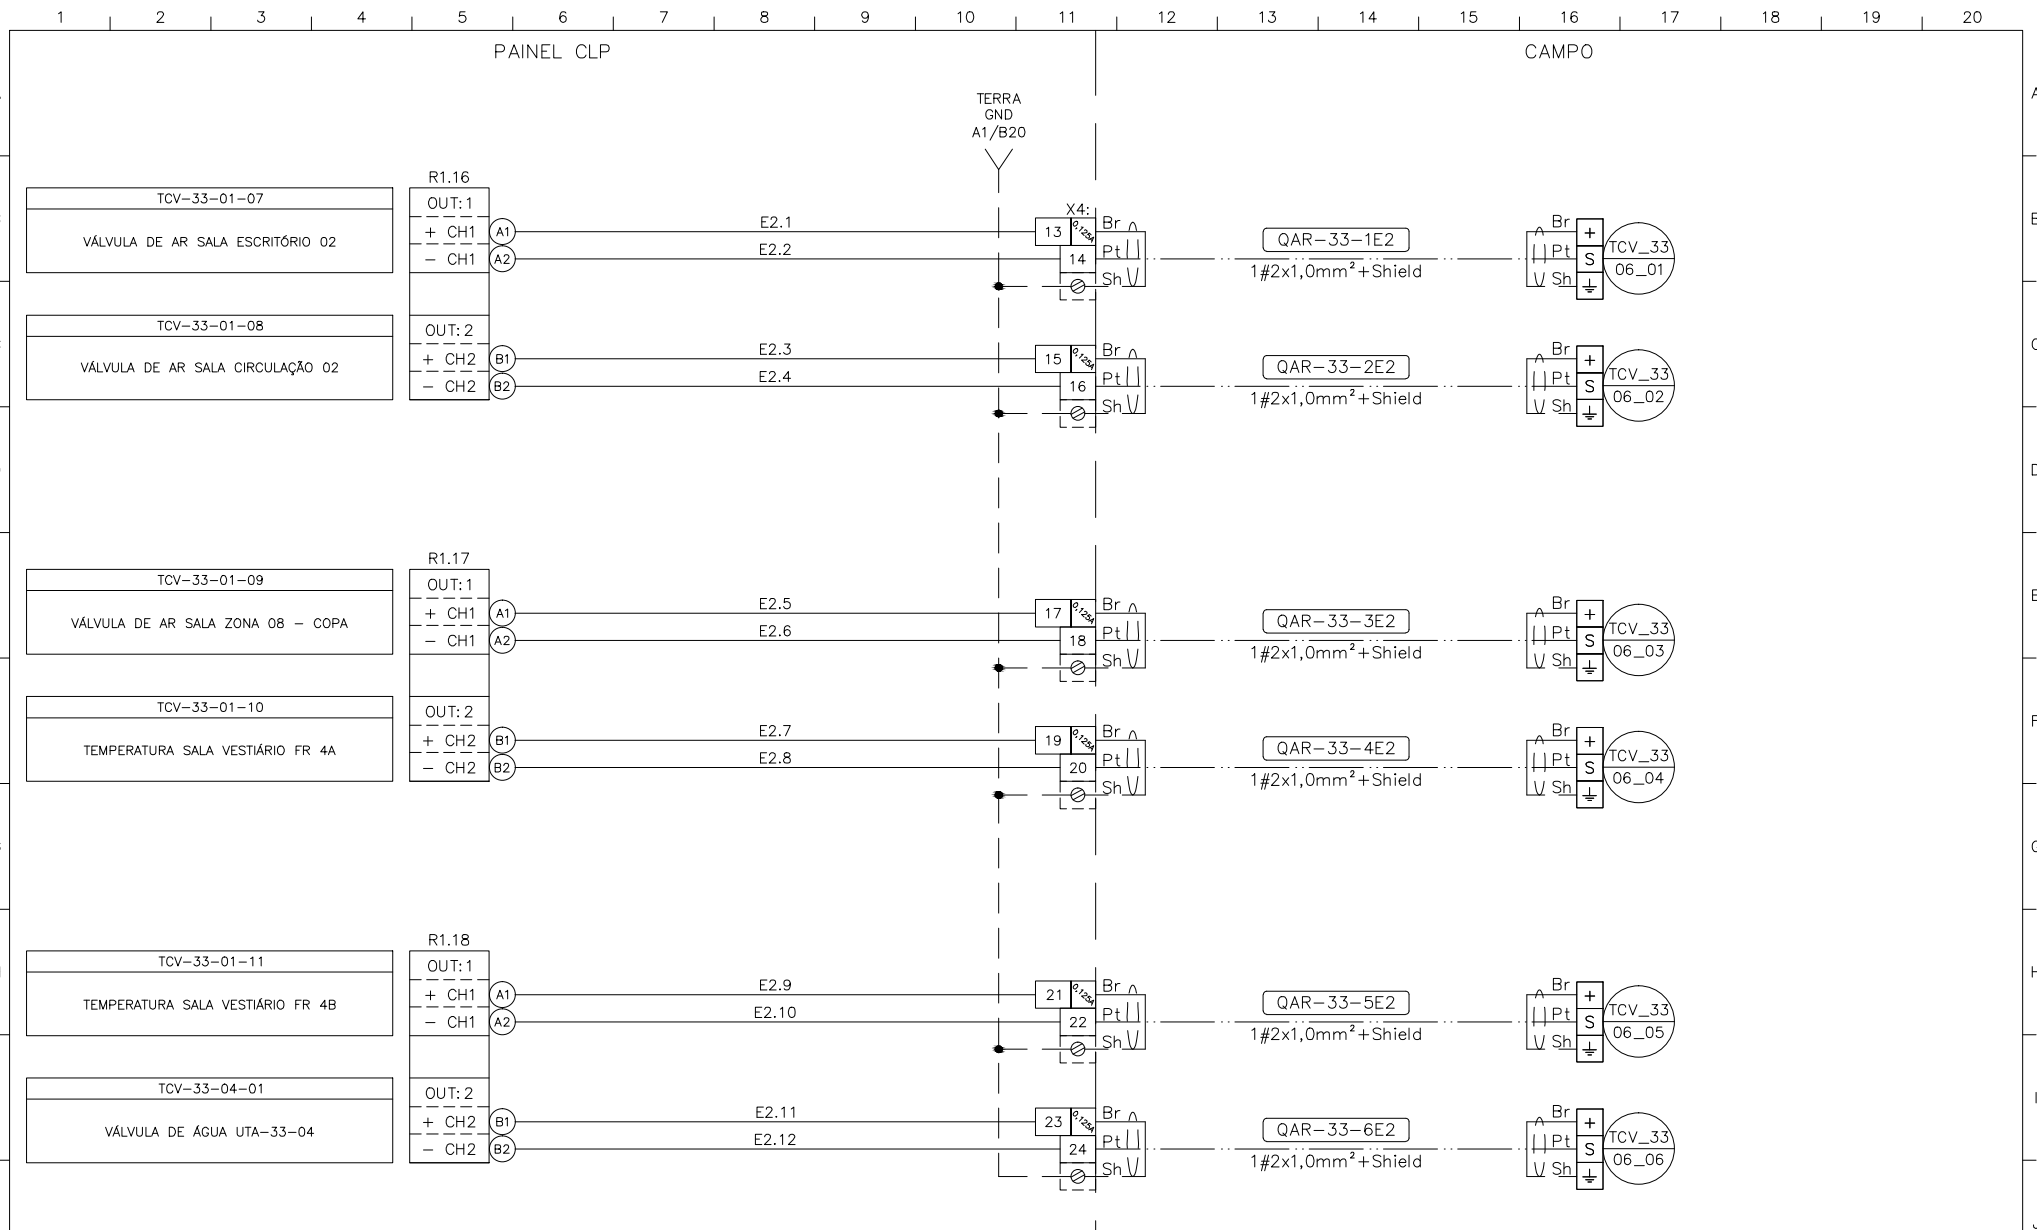 1 2 3 4 5 6 7 8 9 10 11 12 13 14 15 16 17 18 19 20
PAINEL CLP
CAMPO
TERRA
GND
A1/B20
A
R1.16
TCV-33-01-07
VÁLVULA DE AR SALA ESCRITÓRIO 02
OUT:1
+ CH1 A1
- CH1 A2
E2.1
E2.2
X4:
13 0,125A
14
Br
Pt
Sh
QAR-33-1E2
1#2x1,0mm²+Shield
Br +
Pt S
Sh
TCV_33
06_01
B
TCV-33-01-08
VÁLVULA DE AR SALA CIRCULAÇÃO 02
OUT:2
+ CH2 B1
- CH2 B2
E2.3
E2.4
15 0,125A
16
Br
Pt
Sh
QAR-33-2E2
1#2x1,0mm²+Shield
Br +
Pt S
Sh
TCV_33
06_02
C
D
R1.17
TCV-33-01-09
VÁLVULA DE AR SALA ZONA 08 - COPA
OUT:1
+ CH1 A1
- CH1 A2
E2.5
E2.6
17 0,125A
18
Br
Pt
Sh
QAR-33-3E2
1#2x1,0mm²+Shield
Br +
Pt S
Sh
TCV_33
06_03
E
TCV-33-01-10
TEMPERATURA SALA VESTIÁRIO FR 4A
OUT:2
+ CH2 B1
- CH2 B2
E2.7
E2.8
19 0,125A
20
Br
Pt
Sh
QAR-33-4E2
1#2x1,0mm²+Shield
Br +
Pt S
Sh
TCV_33
06_04
F
G
R1.18
TCV-33-01-11
TEMPERATURA SALA VESTIÁRIO FR 4B
OUT:1
+ CH1 A1
- CH1 A2
E2.9
E2.10
21 0,125A
22
Br
Pt
Sh
QAR-33-5E2
1#2x1,0mm²+Shield
Br +
Pt S
Sh
TCV_33
06_05
H
TCV-33-04-01
VÁLVULA DE ÁGUA UTA-33-04
OUT:2
+ CH2 B1
- CH2 B2
E2.11
E2.12
23 0,125A
24
Br
Pt
Sh
QAR-33-6E2
1#2x1,0mm²+Shield
Br +
Pt S
Sh
TCV_33
06_06
I